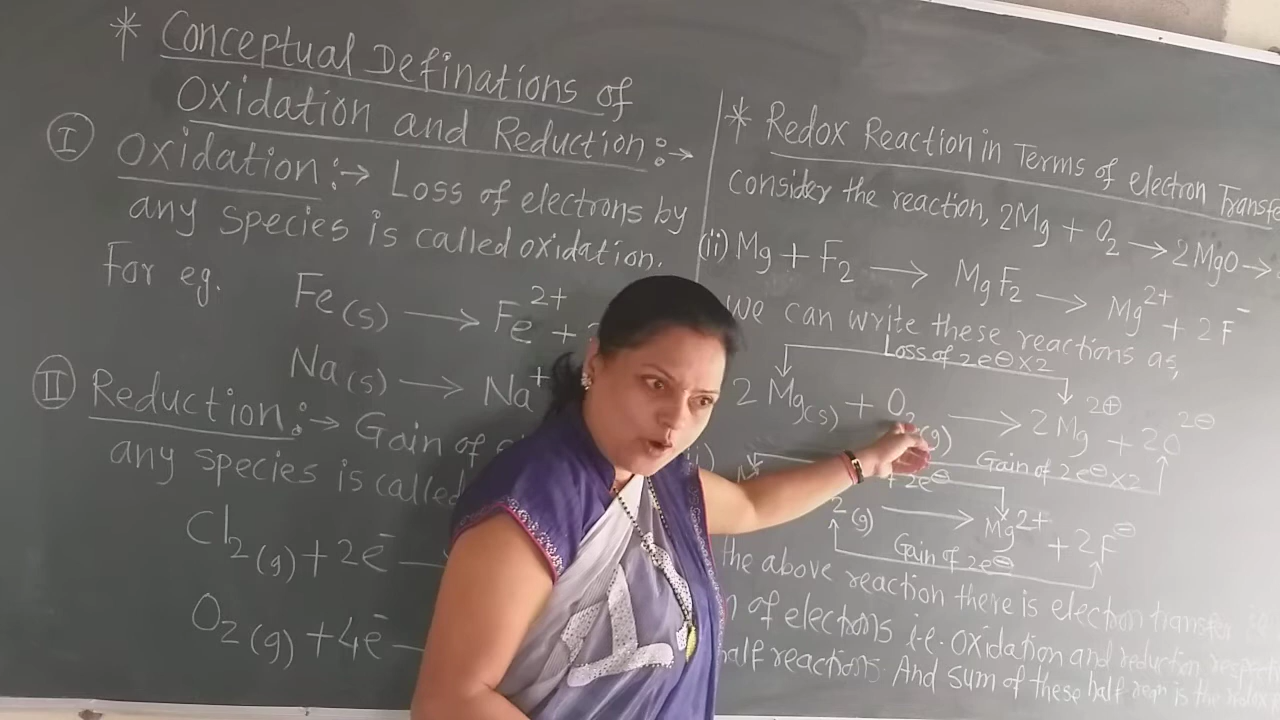 * Conceptual Definations of
Oxidation and Reduction:→
I Oxidation:→ Loss of electrons by
any species is called oxidation.
For eg.
Fe(s) → Fe2+ +
Na(s) → Na+
II Reduction:→ Gain of
any species is called
Cl2(g) + 2e-
O2(g) + 4e-
* Redox Reaction in Terms of electron Transfe
consider the reaction, 2Mg + O2 → 2MgO →
(ii) Mg + F2 → MgF2 → Mg2+ + 2F-
we can write these reactions as,
Loss of 2e⊖ × 2
2 Mg(s) + O2(g) → 2Mg2⊕ + 2O2⊖
Gain of 2e⊖ × 2
2e⊖
2(g) → Mg2+ + 2F⊖
Gain of 2e⊖
the above reaction there is electron transfer
of electrons i.e. oxidation and reduction
half reactions. And sum of these half is the redox